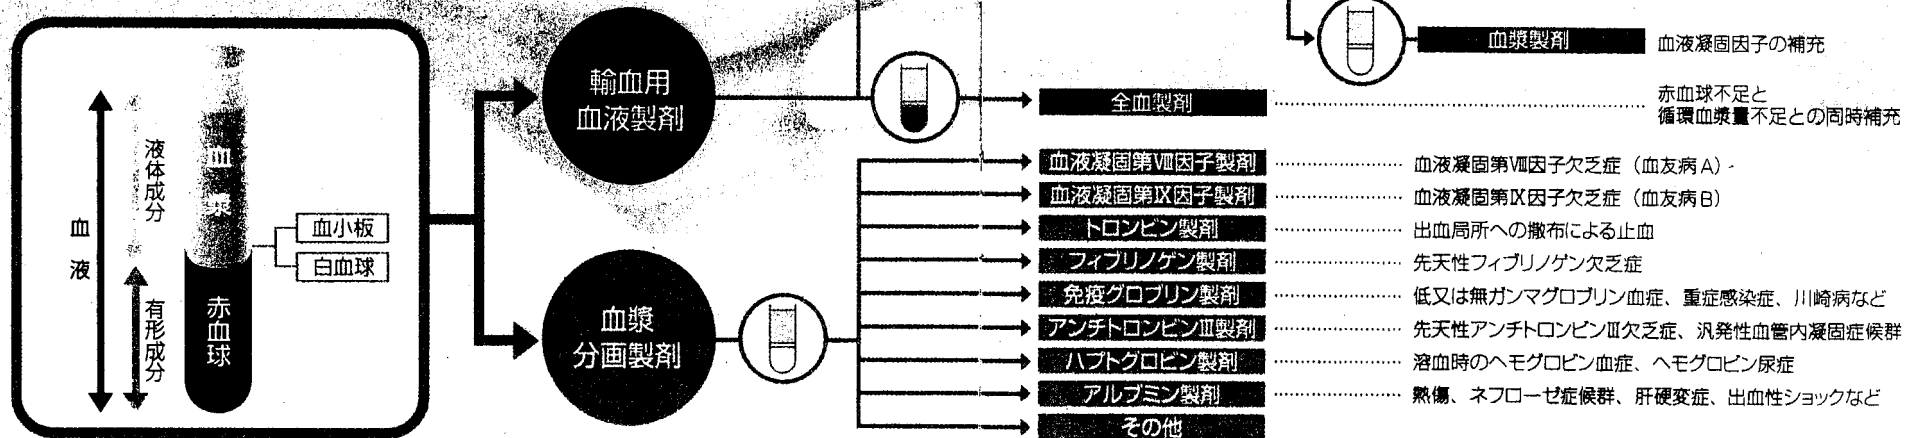 血液
液体成分
有形成分
血漿
赤血球
血小板
白血球
輸血用
血液製剤
血漿
分画製剤
血漿製剤 血液凝固因子の補充
全血製剤 赤血球不足と
循環血漿量不足との同時補充
血液凝固第Ⅷ因子製剤 血液凝固第Ⅷ因子欠乏症（血友病A）
血液凝固第Ⅸ因子製剤 血液凝固第Ⅸ因子欠乏症（血友病B）
トロンビン製剤 出血局所への撒布による止血
フィブリノゲン製剤 先天性フィブリノゲン欠乏症
免疫グロブリン製剤 低又は無ガンマグロブリン血症、重症感染症、川崎病など
アンチトロンビンⅢ製剤 先天性アンチトロンビンⅢ欠乏症、汎発性血管内凝固症候群
ハプトグロビン製剤 溶血時のヘモグロビン血症、ヘモグロビン尿症
アルブミン製剤 熱傷、ネフローゼ症候群、肝硬変症、出血性ショックなど
その他